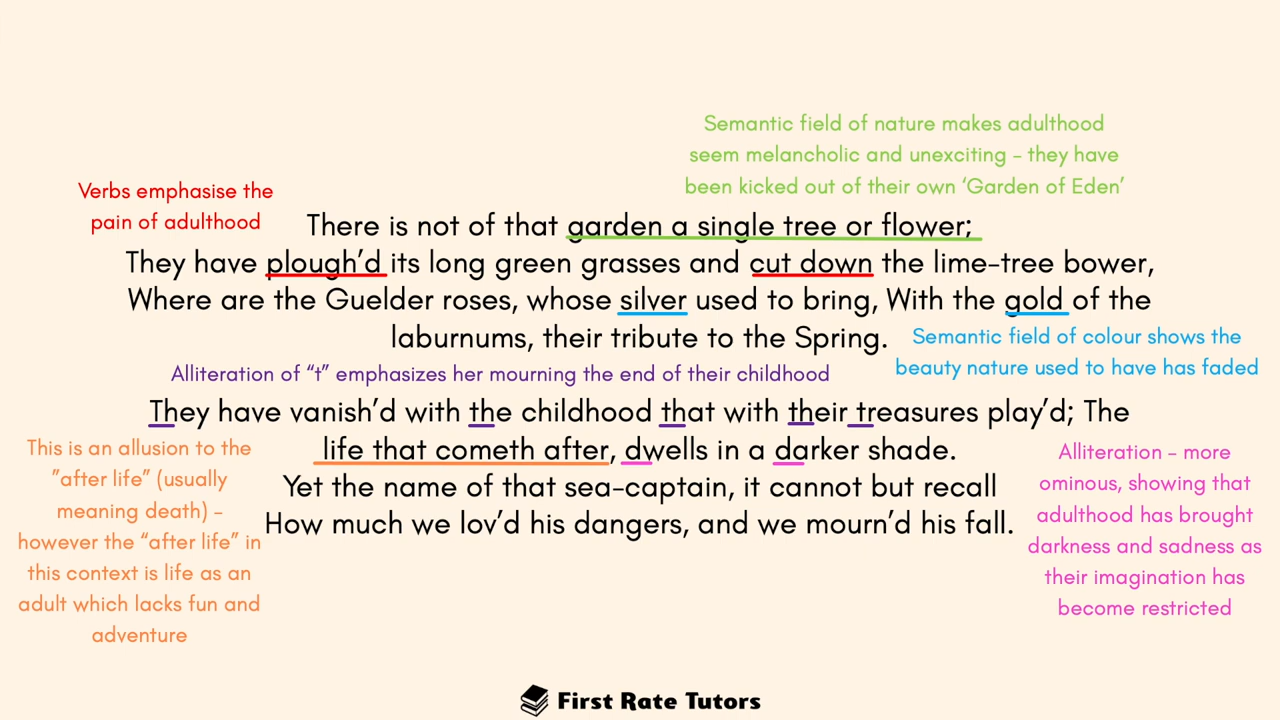 Semantic field of nature makes adulthood
seem melancholic and unexciting - they have
been kicked out of their own ‘Garden of Eden’
Verbs emphasise the
pain of adulthood
There is not of that garden a single tree or flower;
They have plough’d its long green grasses and cut down the lime-tree bower,
Where are the Guelder roses, whose silver used to bring, With the gold of the
laburnums, their tribute to the Spring.
Semantic field of colour shows the
beauty nature used to have has faded
Alliteration of “t” emphasizes her mourning the end of their childhood
They have vanish’d with the childhood that with their treasures play’d; The
life that cometh after, dwells in a darker shade.
Yet the name of that sea-captain, it cannot but recall
How much we lov’d his dangers, and we mourn’d his fall.
This is an allusion to the
”after life” (usually
meaning death) -
however the “after life” in
this context is life as an
adult which lacks fun and
adventure
Alliteration - more
ominous, showing that
adulthood has brought
darkness and sadness as
their imagination has
become restricted
First Rate Tutors